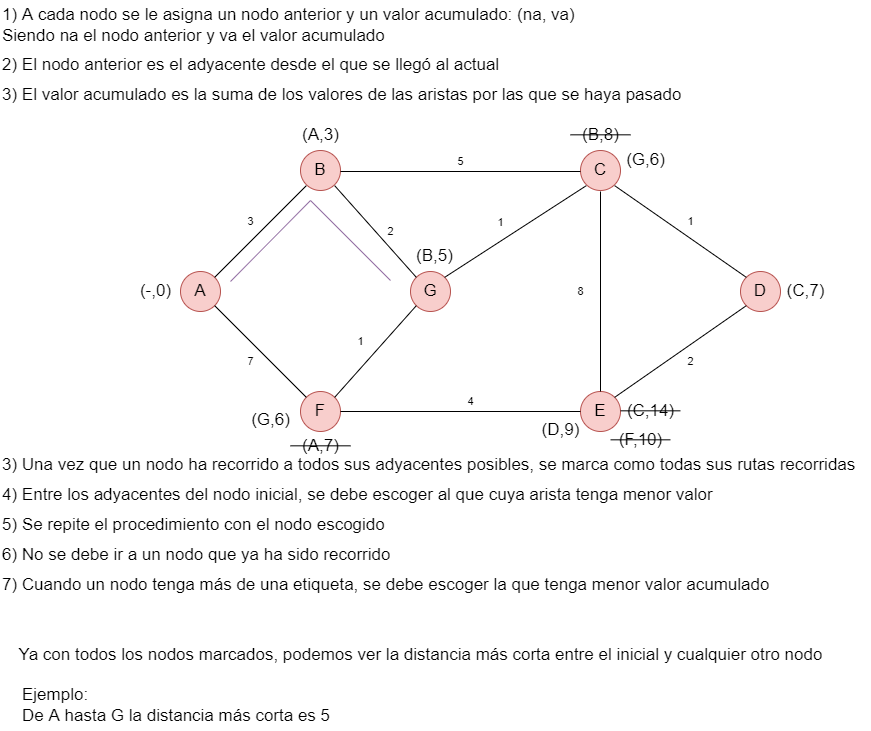 1) A cada nodo se le asigna un nodo anterior y un valor acumulado: (na, va)
Siendo na el nodo anterior y va el valor acumulado
2) El nodo anterior es el adyacente desde el que se llegó al actual
3) El valor acumulado es la suma de los valores de las aristas por las que se haya pasado
(A,3)
(B,8)
B
5
C
(G,6)
3
2
1
1
(B,5)
(-,0)
A
G
8
D
(C,7)
7
1
2
4
(G,6)
F
E
(C,14)
(D,9)
(A,7)
(F,10)
3) Una vez que un nodo ha recorrido a todos sus adyacentes posibles, se marca como todas sus rutas recorridas
4) Entre los adyacentes del nodo inicial, se debe escoger al que cuya arista tenga menor valor
5) Se repite el procedimiento con el nodo escogido
6) No se debe ir a un nodo que ya ha sido recorrido
7) Cuando un nodo tenga más de una etiqueta, se debe escoger la que tenga menor valor acumulado
Ya con todos los nodos marcados, podemos ver la distancia más corta entre el inicial y cualquier otro nodo
Ejemplo:
De A hasta G la distancia más corta es 5